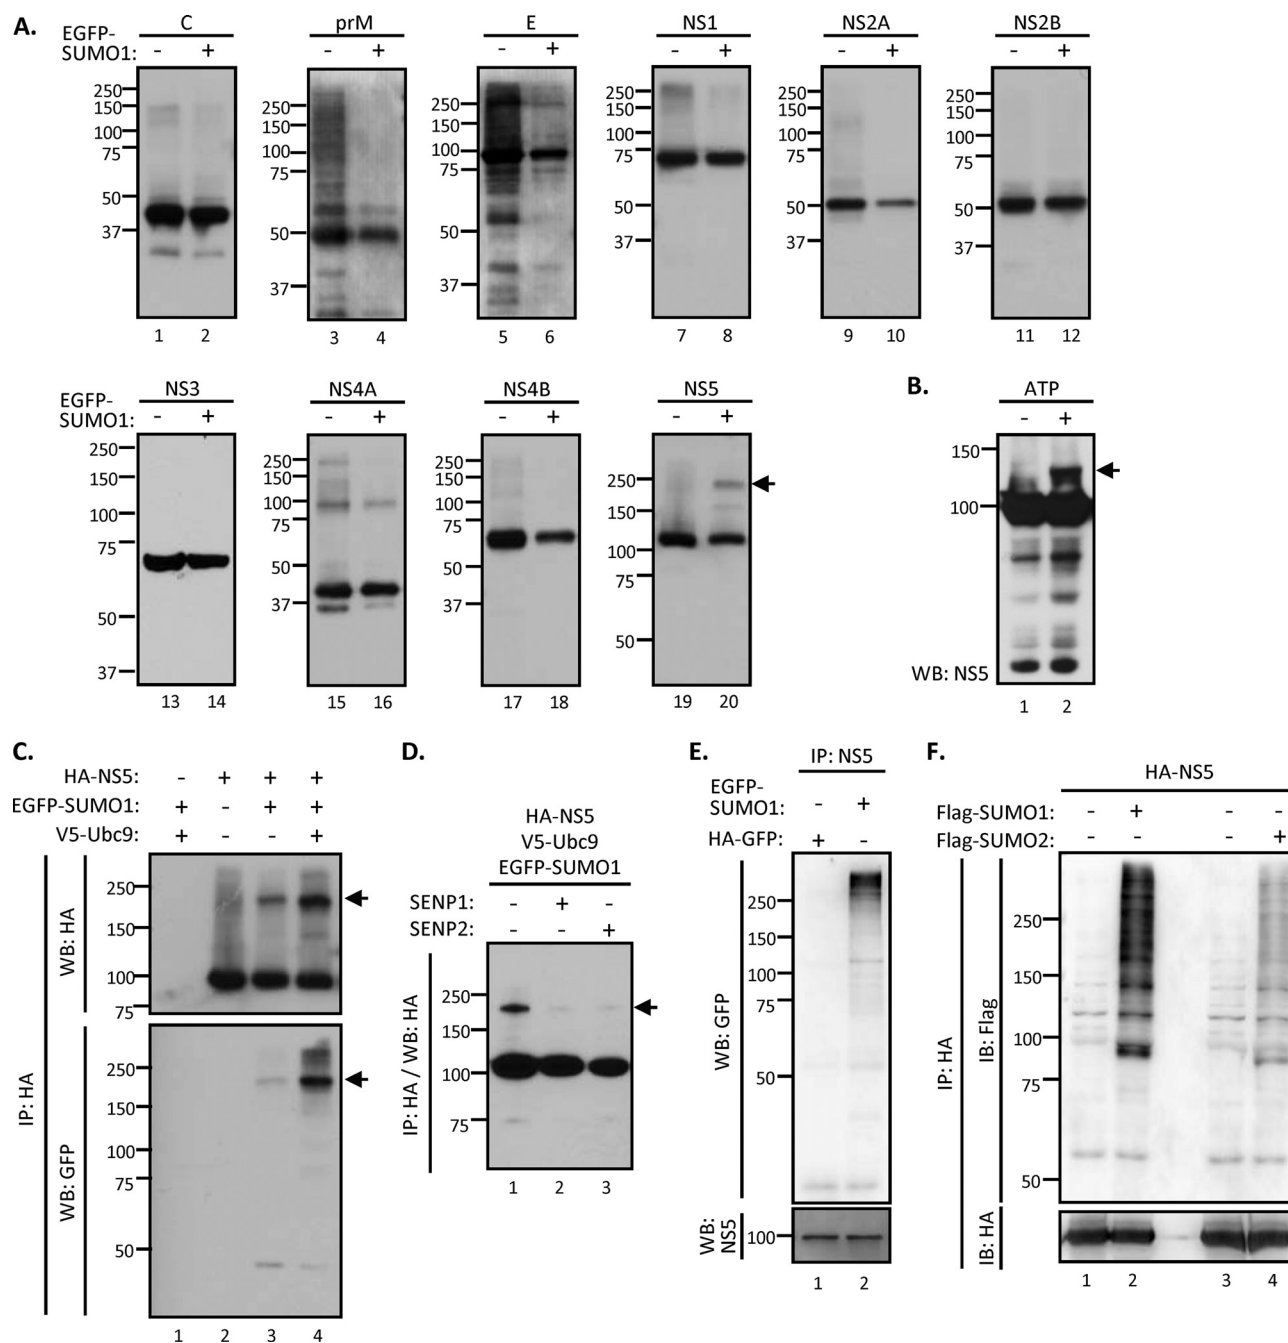 A.
C prM E NS1 NS2A NS2B
EGFP-
SUMO1: - + - + - + - + - + - +
250 250 250 250 250 250
150 150 150 150 150 150
100 100 100 100 100 100
75 75 75 75 75 75
50 50 50 50 50
37 37 37 37 37 37
1 2 3 4 5 6 7 8 9 10 11 12
NS3 NS4A NS4B NS5
EGFP-
SUMO1: - + - + - + - +
250 250 250 250
150 150 150 150
100 100 100 100
75 75 75 75
50 50 50 50
37 37 37
13 14 15 16 17 18 19 20
B.
ATP
- +
150
100
WB: NS5
1 2
C.
HA-NS5: - + + +
EGFP-SUMO1: + - + +
V5-Ubc9: + - - +
IP: HA
WB: HA
250
150
100
75
WB: GFP
250
150
100
75
50
1 2 3 4
D.
HA-NS5
V5-Ubc9
EGFP-SUMO1
SENP1: - + -
SENP2: - - +
IP: HA / WB: HA
250
150
100
75
1 2 3
E.
IP: NS5
EGFP-
SUMO1: - +
HA-GFP: + -
WB: GFP
250
150
100
75
50
WB:
NS5
100
1 2
F.
HA-NS5
Flag-SUMO1: - + - -
Flag-SUMO2: - - - +
IP: HA
IB: Flag
250
150
100
75
50
IB: HA
1 2 3 4